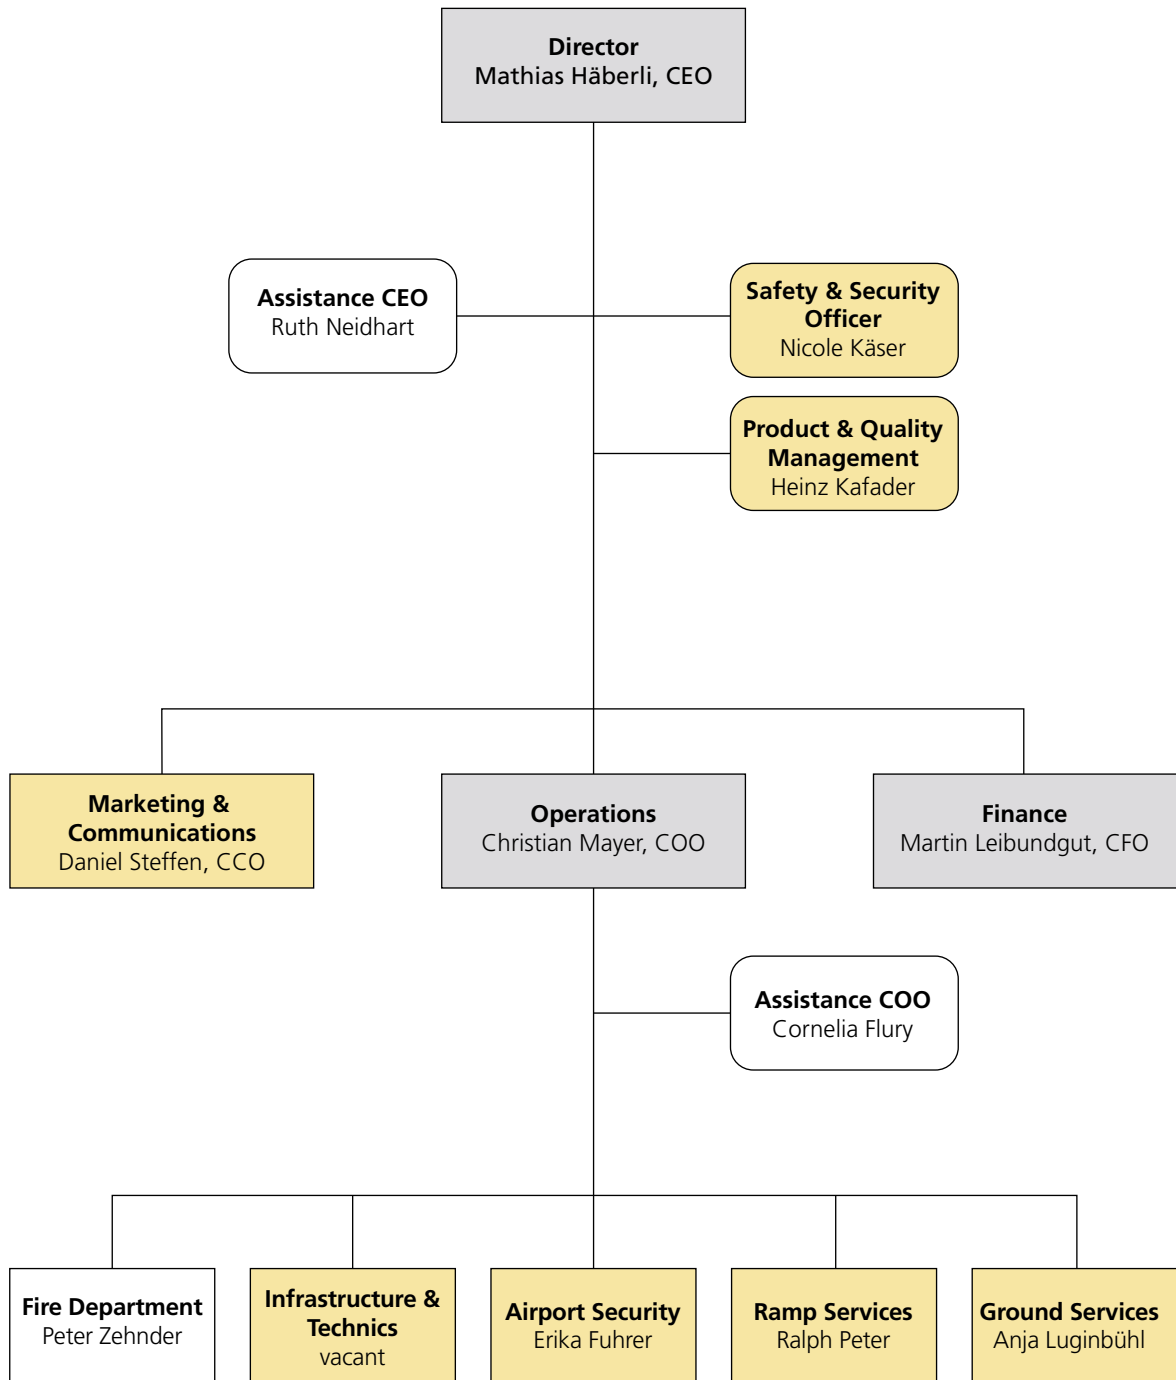 Director
Mathias Häberli, CEO
Assistance CEO
Ruth Neidhart
Safety & Security
Officer
Nicole Käser
Product & Quality
Management
Heinz Kafader
Marketing &
Communications
Daniel Steffen, CCO
Operations
Christian Mayer, COO
Finance
Martin Leibundgut, CFO
Assistance COO
Cornelia Flury
Fire Department
Peter Zehnder
Infrastructure &
Technics
vacant
Airport Security
Erika Fuhrer
Ramp Services
Ralph Peter
Ground Services
Anja Luginbühl